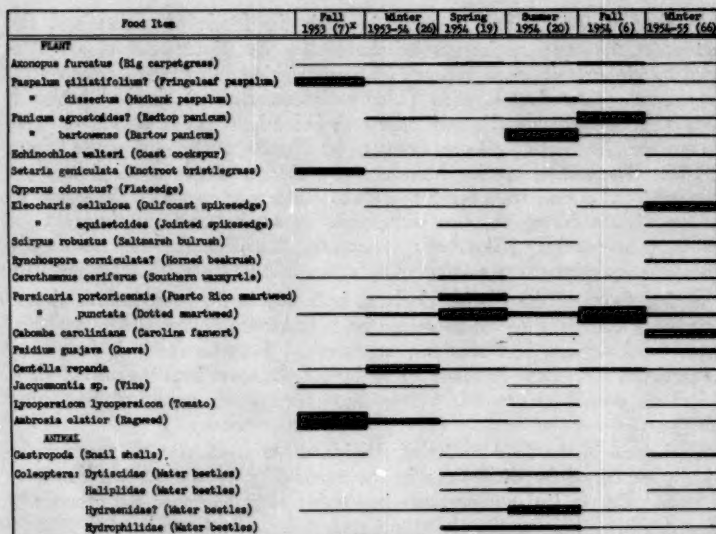 Food Item Fall 1953 (7)x Winter 1953-54 (26) Spring 1954 (19) Summer 1954 (20) Fall 1954 (6) Winter 1954-55 (66)
PLANT
Axonopus furcatus (Big carpetgrass)
Paspalum ciliatifolium? (Fringeleaf paspalum)
" dissectum (Mudbank paspalum)
Panicum agrostoides? (Redtop panicum)
" bartowense (Bartow panicum)
Echinochloa walteri (Coast cockspur)
Setaria geniculata (Knotroot bristlegrass)
Cyperus odoratus? (Flatsedge)
Eleocharis cellulosa (Gulfcoast spikesedge)
" equisetoides (Jointed spikesedge)
Scirpus robustus (Saltmarsh bulrush)
Rynchospora corniculata? (Horned beakrush)
Cerothamnus ceriferus (Southern waxmyrtle)
Persicaria portoricensis (Puerto Rico smartweed)
" punctata (Dotted smartweed)
Cabomba caroliniana (Carolina fanwort)
Psidium guajava (Guava)
Centella repanda
Jacquemontia sp. (Vine)
Lycopersicon lycopersicon (Tomato)
Ambrosia elatior (Ragweed)
ANIMAL
Gastropoda (Snail shells).
Coleoptera: Dytiscidae (Water beetles)
Haliplidae (Water beetles)
Hydraenidae? (Water beetles)
Hydrophilidae (Water beetles)